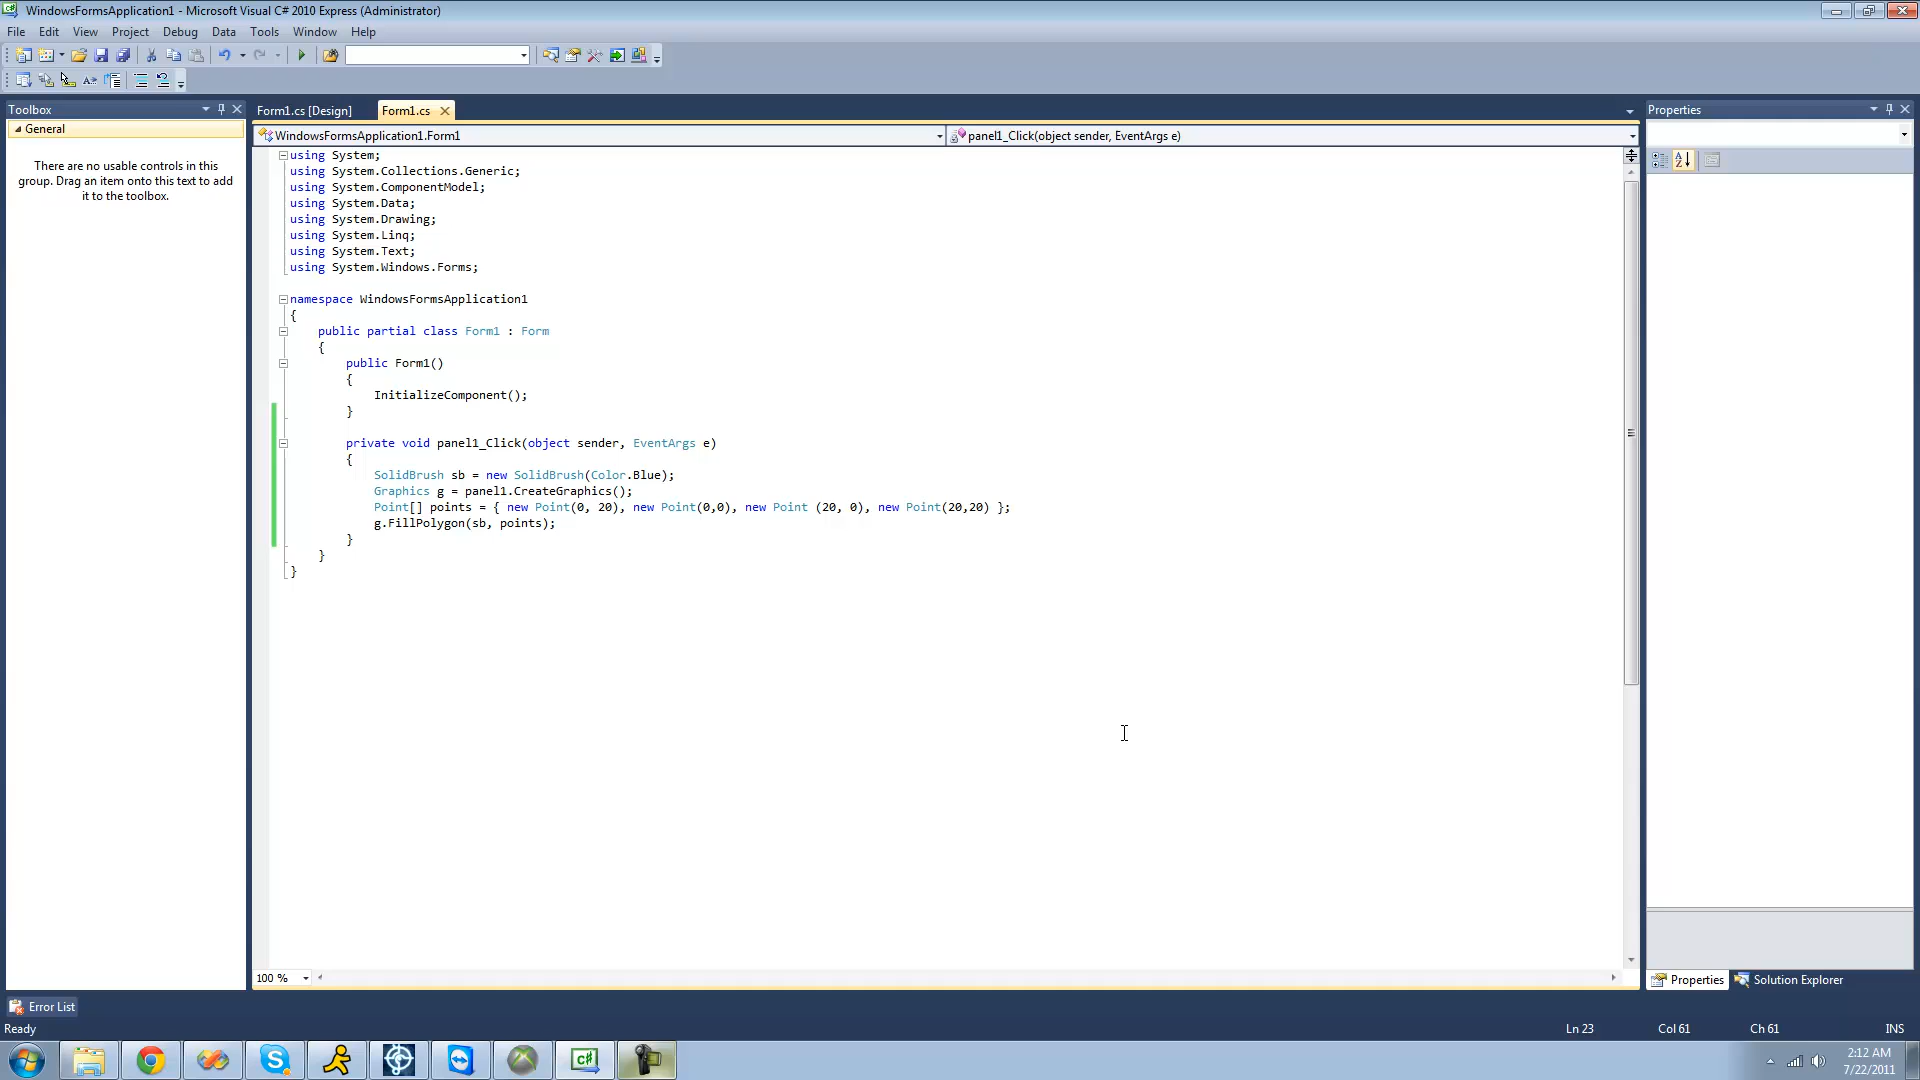 WindowsFormsApplication1 - Microsoft Visual C# 2010 Express (Administrator)
File Edit View Project Debug Data Tools Window Help
Toolbox
General
There are no usable controls in this
group. Drag an item onto this text to add
it to the toolbox.
Form1.cs [Design] Form1.cs
WindowsFormsApplication1.Form1 panel1_Click(object sender, EventArgs e)
using System;
using System.Collections.Generic;
using System.ComponentModel;
using System.Data;
using System.Drawing;
using System.Linq;
using System.Text;
using System.Windows.Forms;
namespace WindowsFormsApplication1
{
public partial class Form1 : Form
{
public Form1()
{
InitializeComponent();
}
private void panel1_Click(object sender, EventArgs e)
{
SolidBrush sb = new SolidBrush(Color.Blue);
Graphics g = panel1.CreateGraphics();
Point[] points = { new Point(0, 20), new Point(0,0), new Point (20, 0), new Point(20,20) };
g.FillPolygon(sb, points);
}
}
}
100 %
Properties
Properties Solution Explorer
Error List
Ready Ln 23 Col 61 Ch 61 INS
C#
2:12 AM
7/22/2011